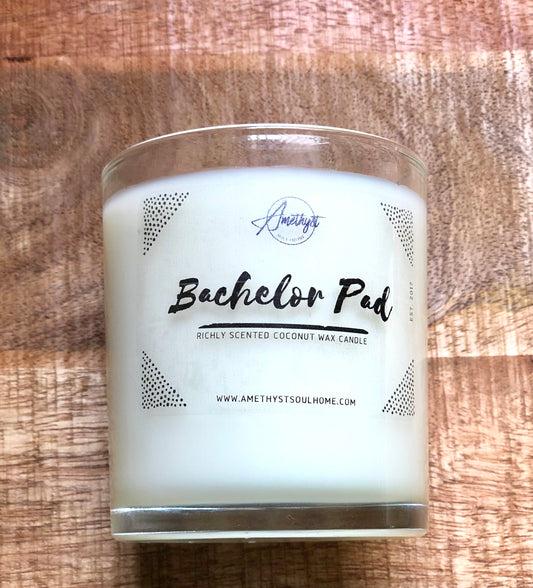 Amethyst
Bachelor Pad
RICHLY SCENTED COCONUT WAX CANDLE
EST. 2017
WWW.AMETHYSTSOULHOME.COM